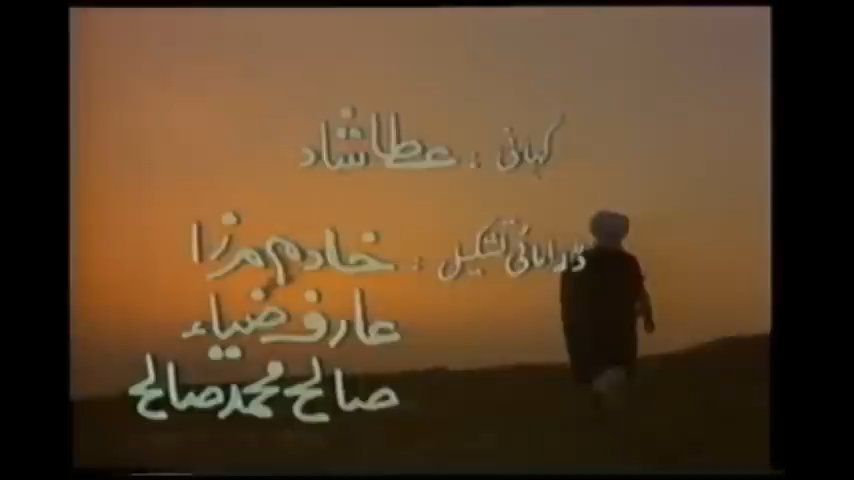 کہانی : عطا شاد
ڈرامائی تشکیل : خادم مرزا
عارف ضیاء
صالح محمد صالح